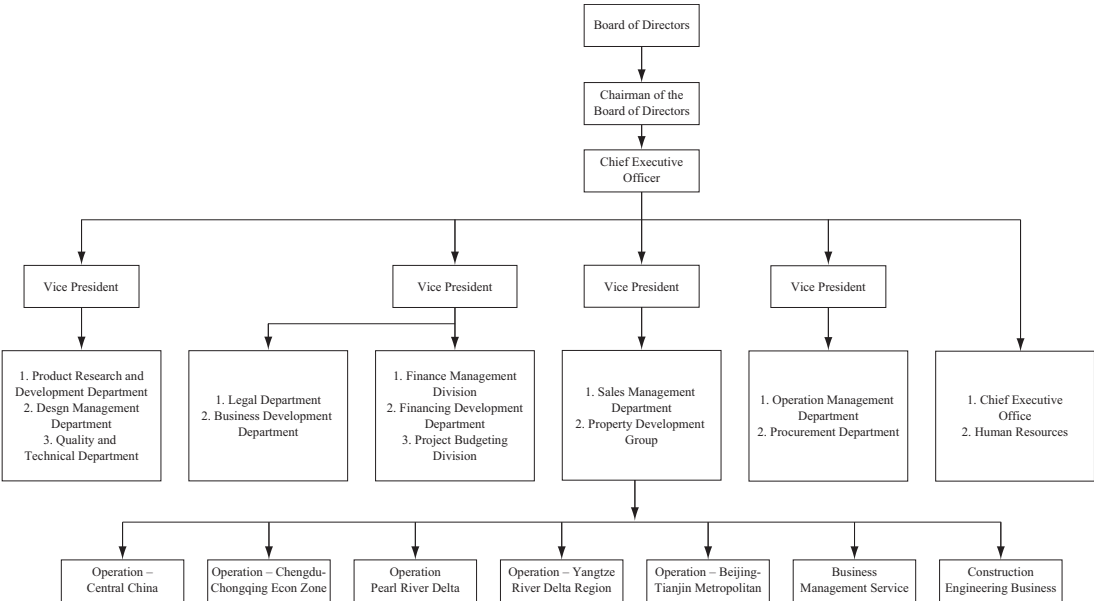 Board of Directors
Chairman of the
Board of Directors
Chief Executive
Officer
Vice President
Vice President
Vice President
Vice President
1. Product Research and
Development Department
2. Desgn Management
Department
3. Quality and
Technical Department
1. Legal Department
2. Business Development
Department
1. Finance Management
Division
2. Financing Development
Department
3. Project Budgeting
Division
1. Sales Management
Department
2. Property Development
Group
1. Operation Management
Department
2. Procurement Department
1. Chief Executive
Office
2. Human Resources
Operation –
Central China
Operation – Chengdu-
Chongqing Econ Zone
Operation
Pearl River Delta
Operation – Yangtze
River Delta Region
Operation – Beijing-
Tianjin Metropolitan
Business
Management Service
Construction
Engineering Business